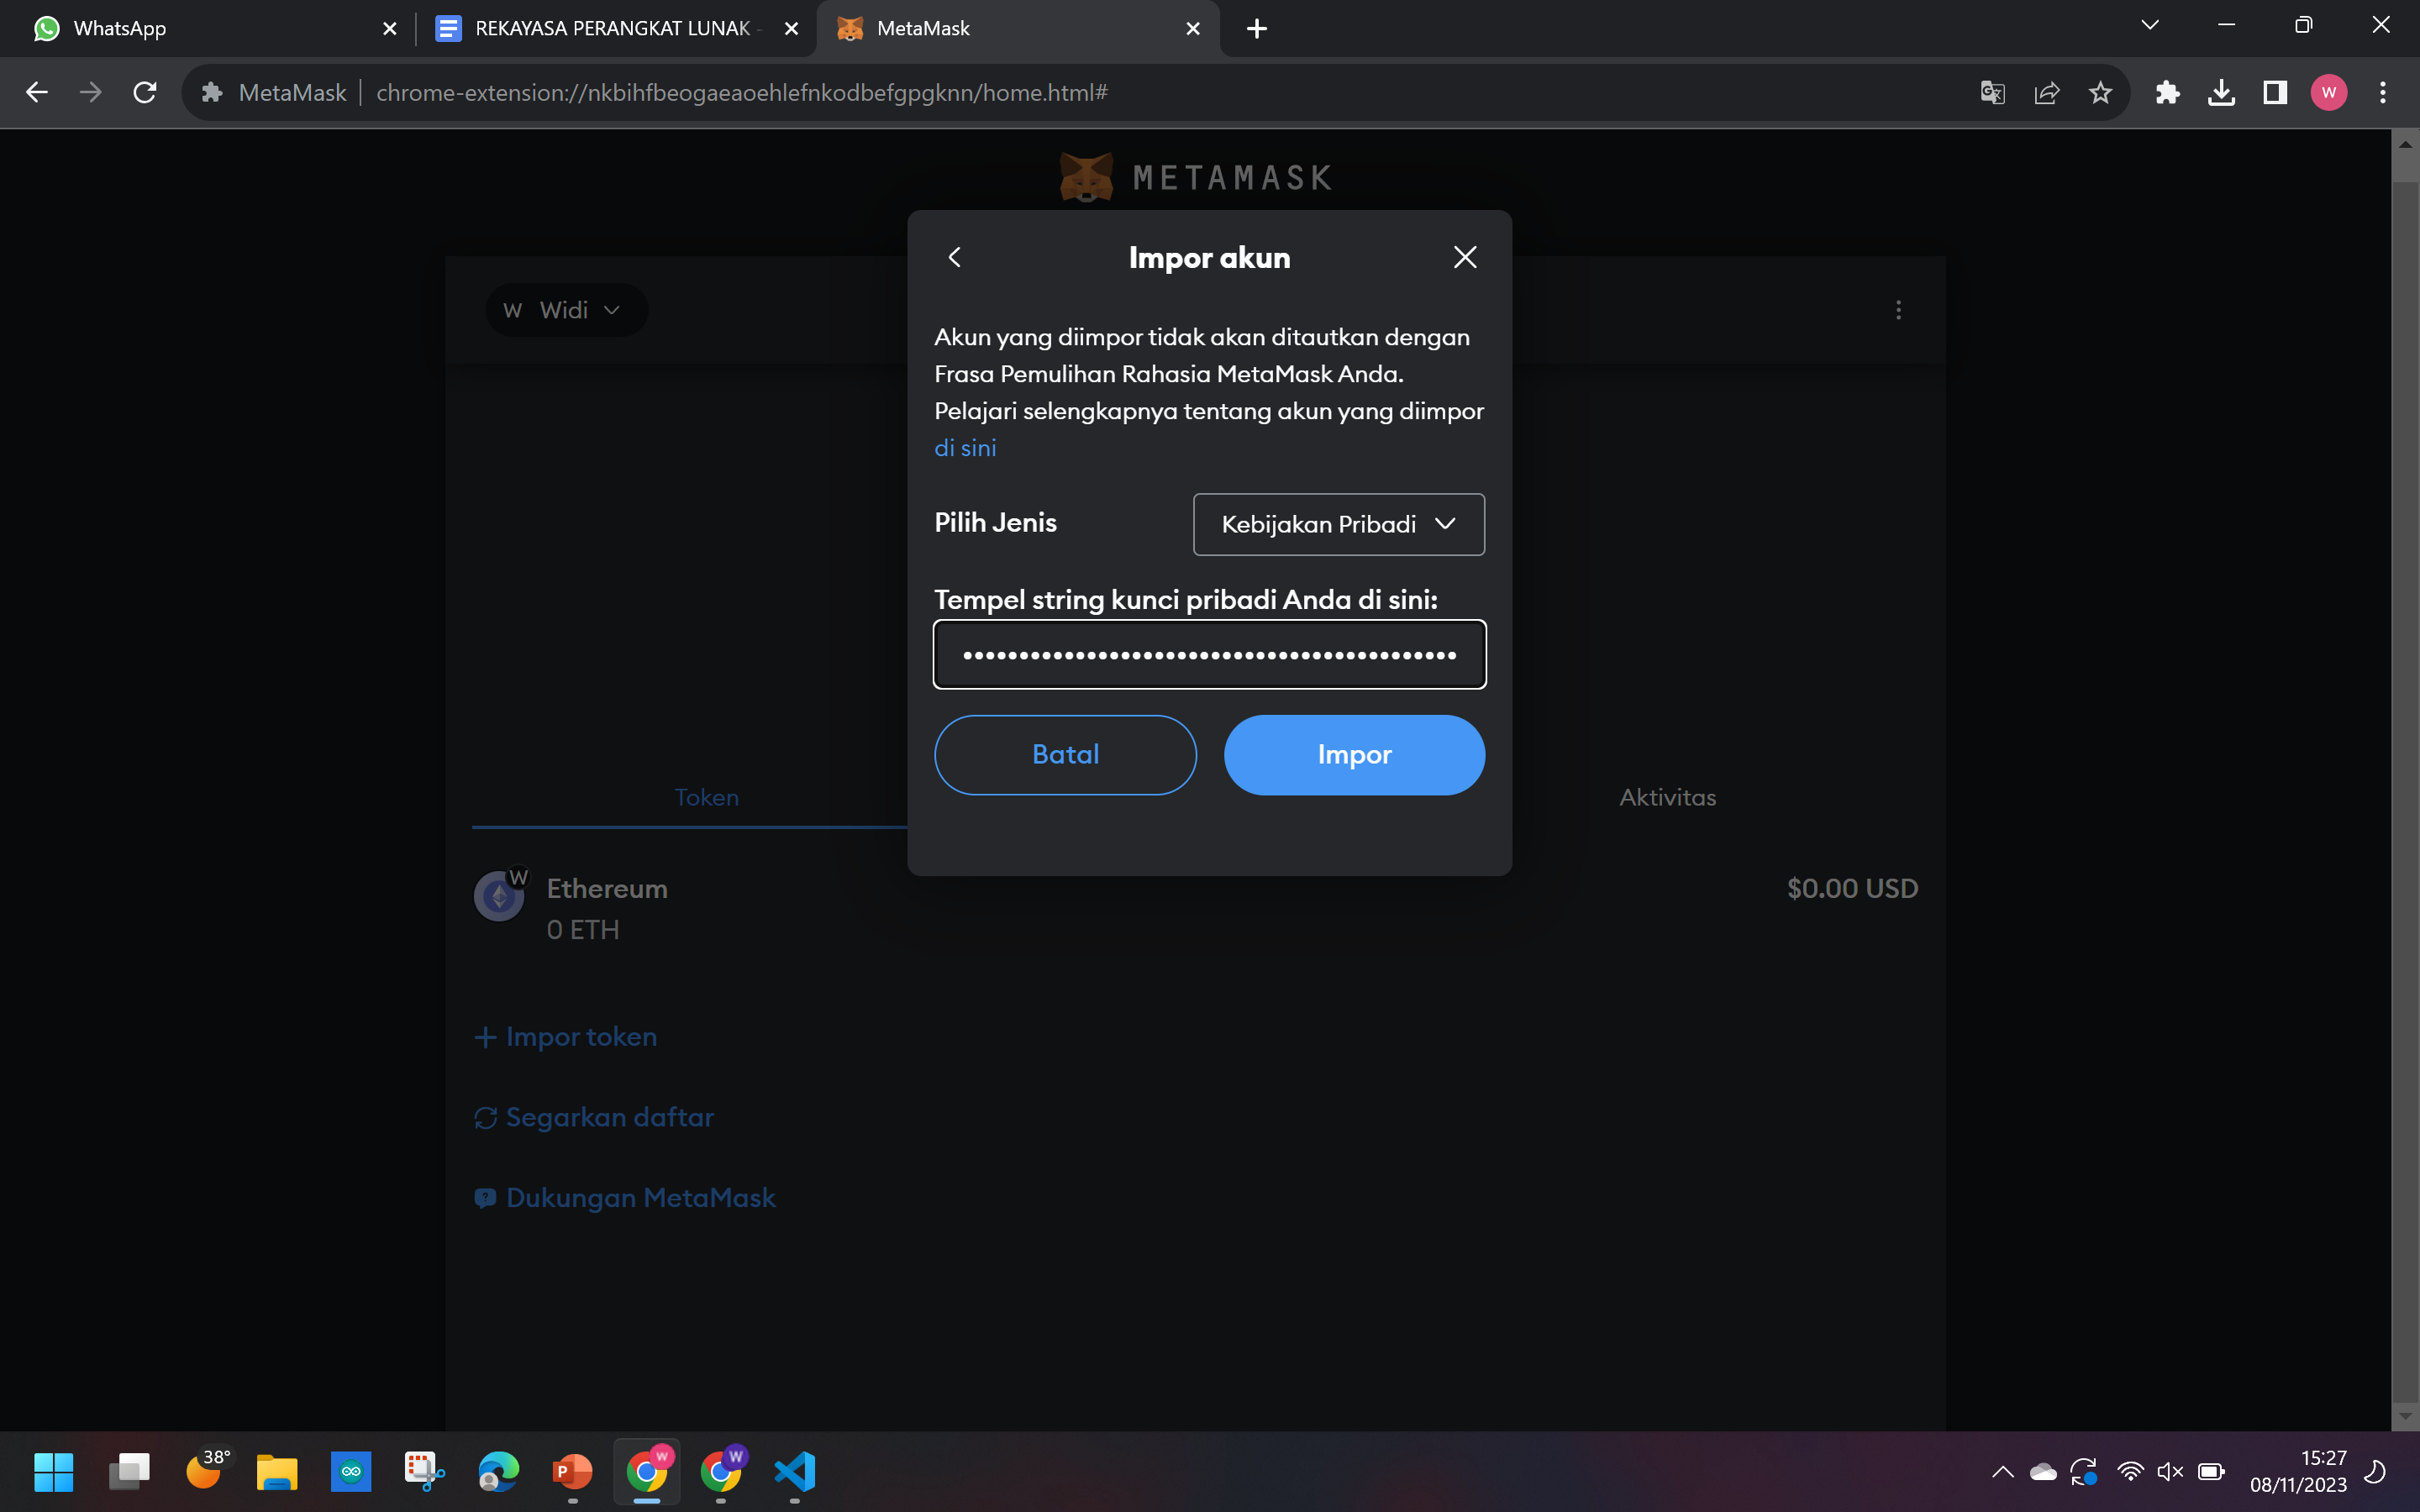 WhatsApp
REKAYASA PERANGKAT LUNAK -
MetaMask
MetaMask
chrome-extension://nkbihfbeogaeaoehlefnkodbefgpgknn/home.html#
W
METAMASK
Impor akun
W Widi
Akun yang diimpor tidak akan ditautkan dengan
Frasa Pemulihan Rahasia MetaMask Anda.
Pelajari selengkapnya tentang akun yang diimpor
di sini
Pilih Jenis
Kebijakan Pribadi
Tempel string kunci pribadi Anda di sini:
••••••••••••••••••••••••••••••••••••••••••••
Batal
Impor
Token
Aktivitas
W
Ethereum
$0.00 USD
0 ETH
Impor token
Segarkan daftar
Dukungan MetaMask
38°
P
W
W
15:27
08/11/2023